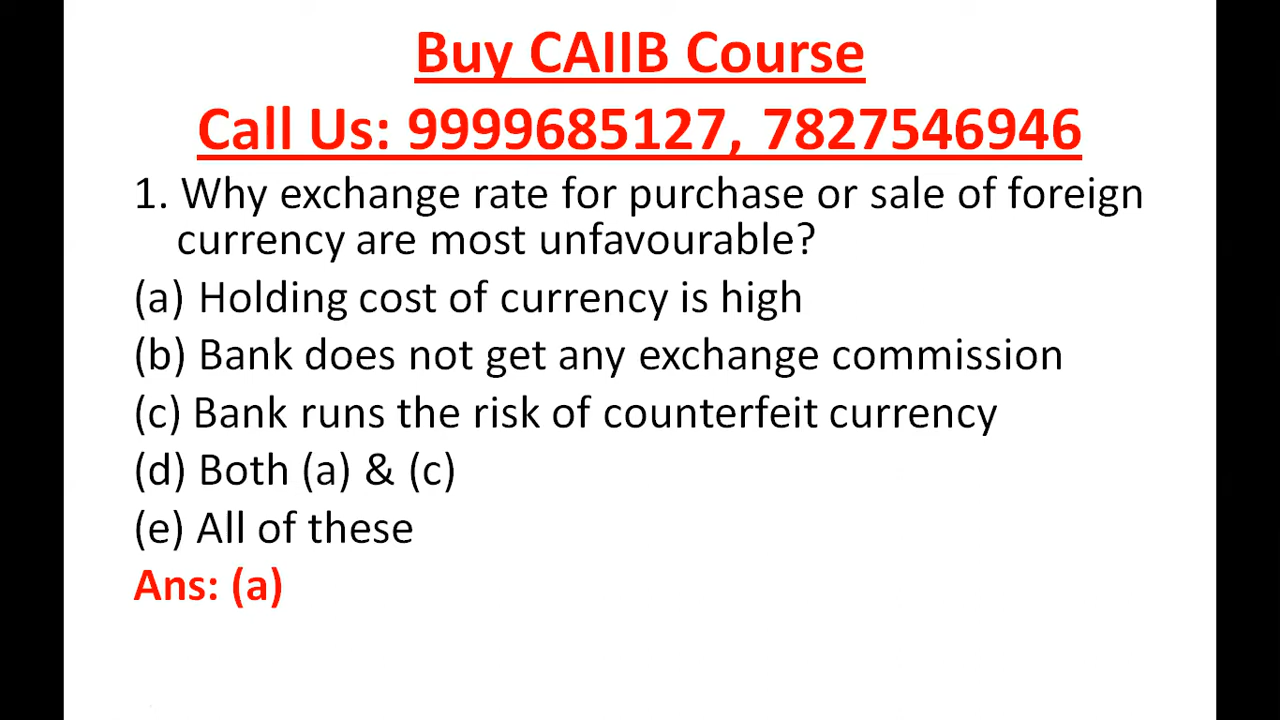 Buy CAIIB Course
Call Us: 9999685127, 7827546946
1. Why exchange rate for purchase or sale of foreign
currency are most unfavourable?
(a) Holding cost of currency is high
(b) Bank does not get any exchange commission
(c) Bank runs the risk of counterfeit currency
(d) Both (a) & (c)
(e) All of these
Ans: (a)